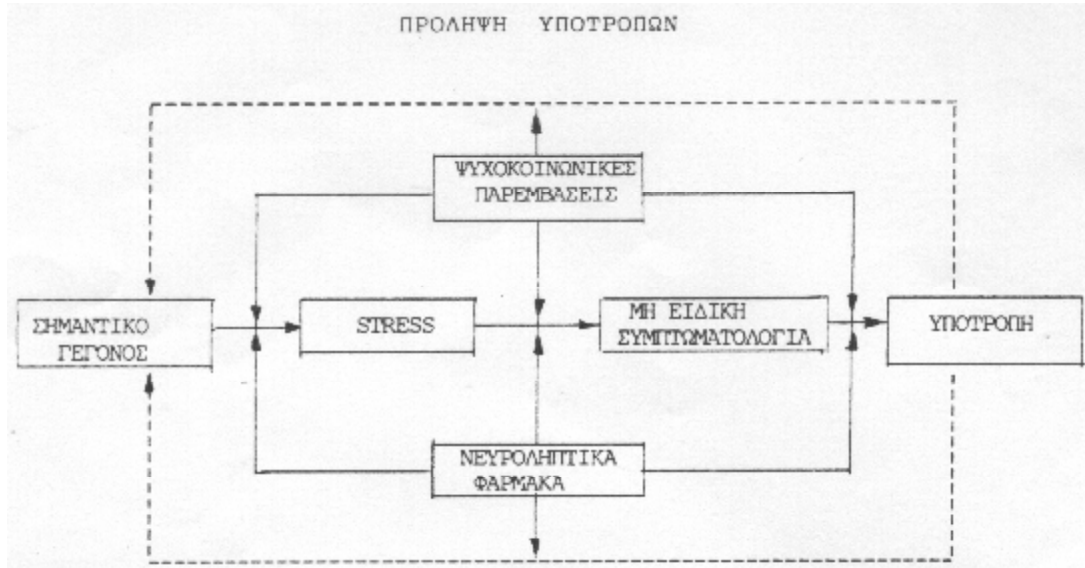 ΠΡΟΛΗΨΗ ΥΠΟΤΡΟΠΩΝ
ΨΥΧΟΚΟΙΝΩΝΙΚΕΣ
ΠΑΡΕΜΒΑΣΕΙΣ
ΣΗΜΑΝΤΙΚΟ
ΓΕΓΟΝΟΣ
STRESS
ΜΗ ΕΙΔΙΚΗ
ΣΥΜΠΤΩΜΑΤΟΛΟΓΙΑ
ΥΠΟΤΡΟΠΗ
ΝΕΥΡΟΛΗΠΤΙΚΑ
ΦΑΡΜΑΚΑ